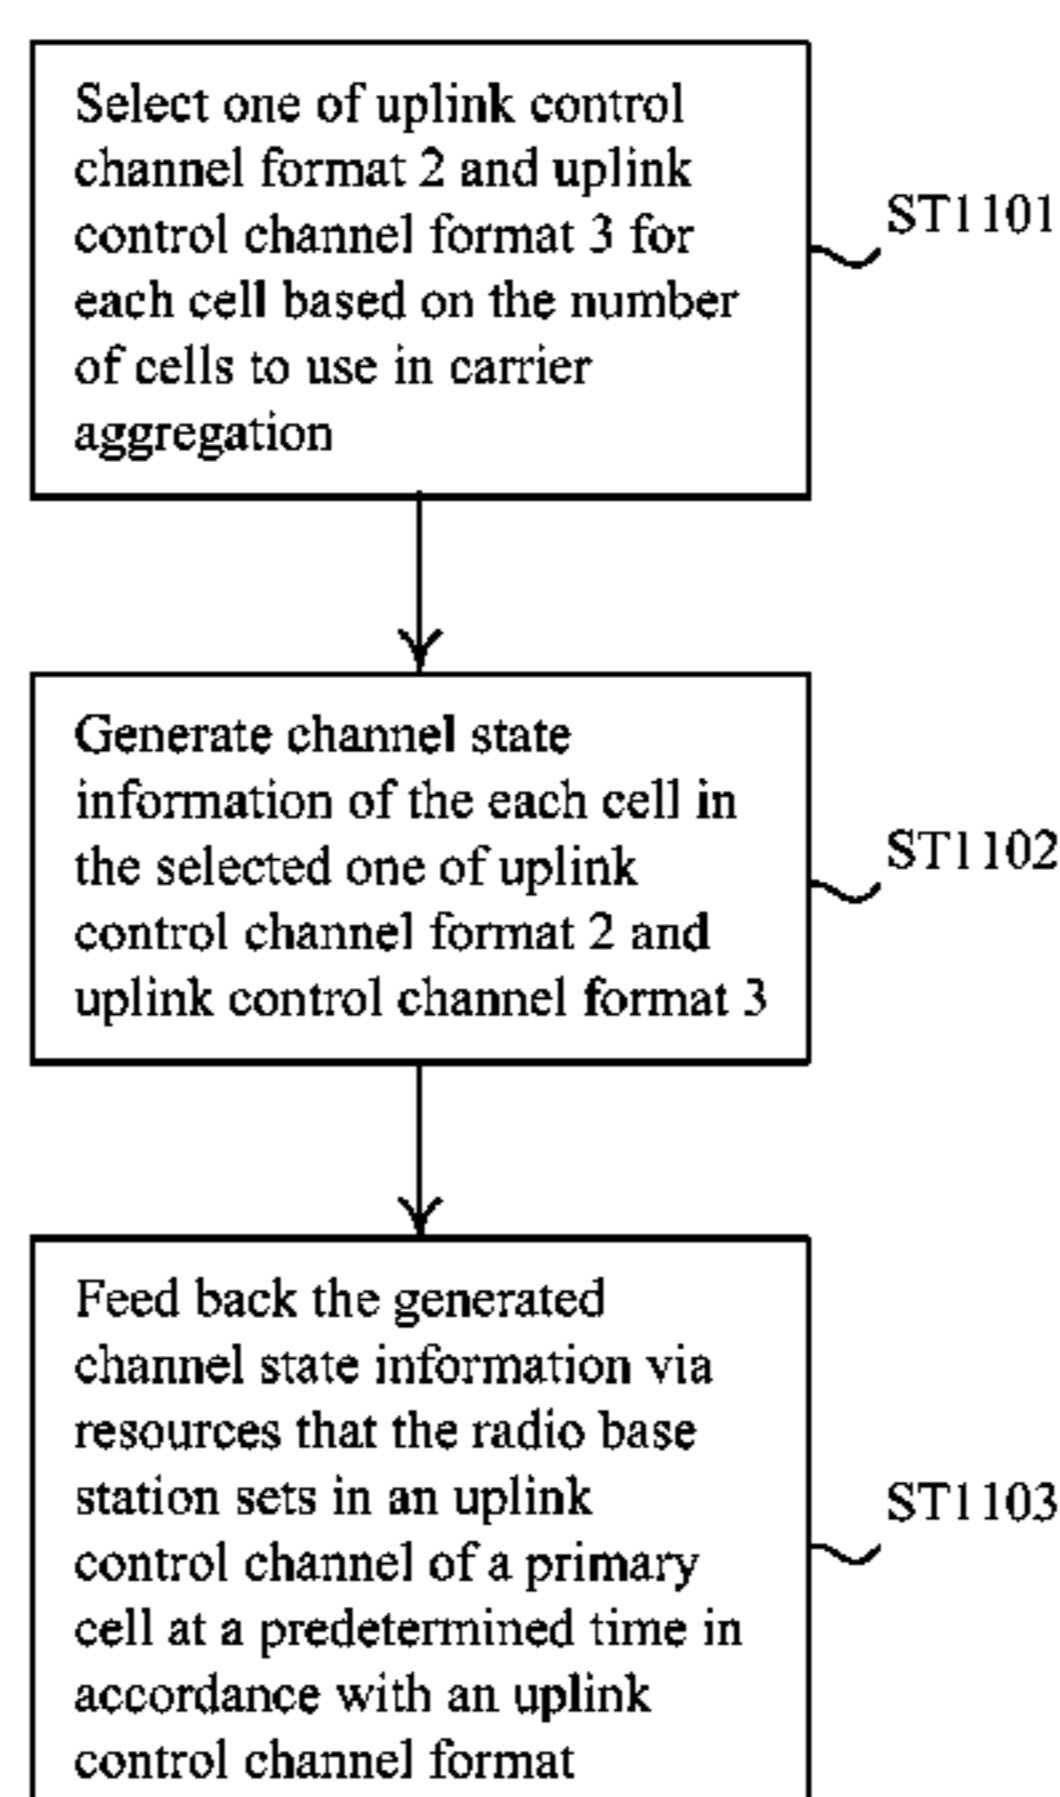 Select one of uplink control
channel format 2 and uplink
control channel format 3 for
each cell based on the number
of cells to use in carrier
aggregation
ST1101
Generate channel state
information of the each cell in
the selected one of uplink
control channel format 2 and
uplink control channel format 3
ST1102
Feed back the generated
channel state information via
resources that the radio base
station sets in an uplink
control channel of a primary
cell at a predetermined time in
accordance with an uplink
control channel format
ST1103